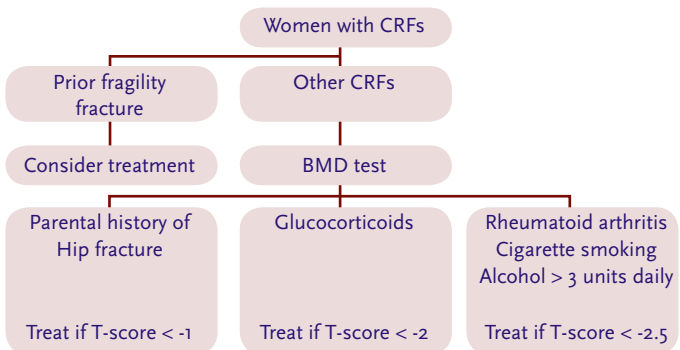 Women with CRFs
Prior fragility
fracture
Other CRFs
Consider treatment
BMD test
Parental history of
Hip fracture
Treat if T-score < -1
Glucocorticoids
Treat if T-score < -2
Rheumatoid arthritis
Cigarette smoking
Alcohol > 3 units daily
Treat if T-score < -2.5